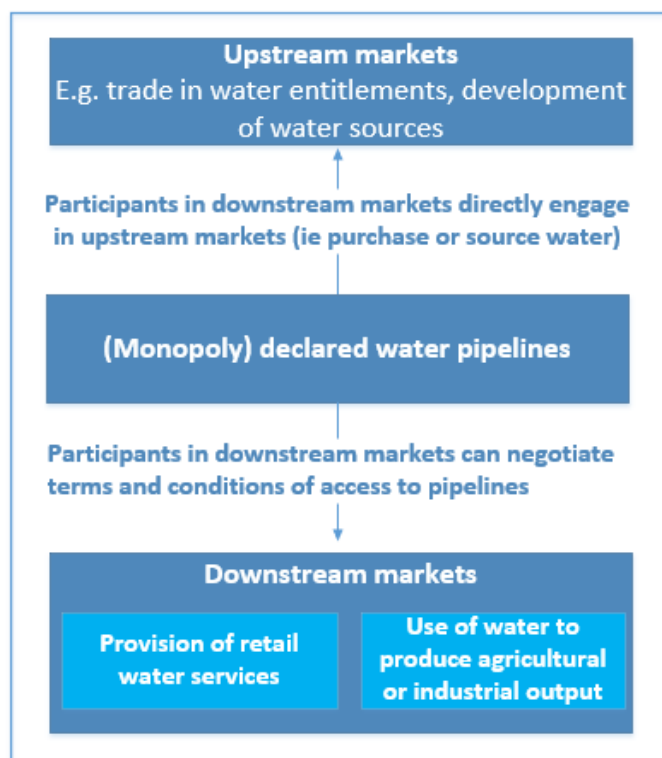 Upstream markets
E.g. trade in water entitlements, development
of water sources
Participants in downstream markets directly engage
in upstream markets (ie purchase or source water)
(Monopoly) declared water pipelines
Participants in downstream markets can negotiate
terms and conditions of access to pipelines
Downstream markets
Provision of retail
water services
Use of water to
produce agricultural
or industrial output